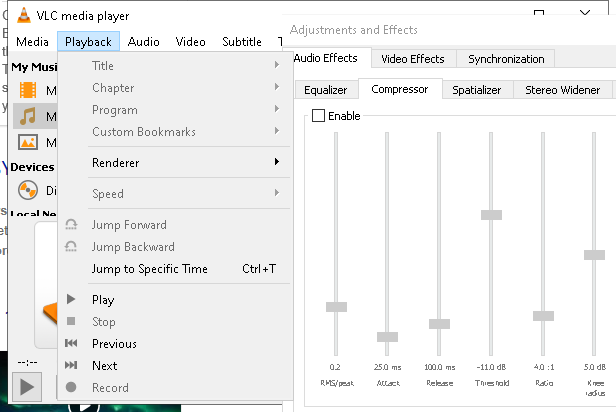 VLC media player
Media Playback Audio Video Subtitle T
My Musi
M
M
M
Devices
Di
Local Ne
--:--
Title
Chapter
Program
Custom Bookmarks
Renderer
Speed
Jump Forward
Jump Backward
Jump to Specific Time Ctrl+T
Play
Stop
Previous
Next
Record
Adjustments and Effects
Audio Effects Video Effects Synchronization
Equalizer Compressor Spatializer Stereo Widener
Enable
0.2 25.0 ms 100.0 ms -11.0 dB 4.0 :1 5.0 dB
RMS/peak Attack Release Threshold Ratio Knee
radius